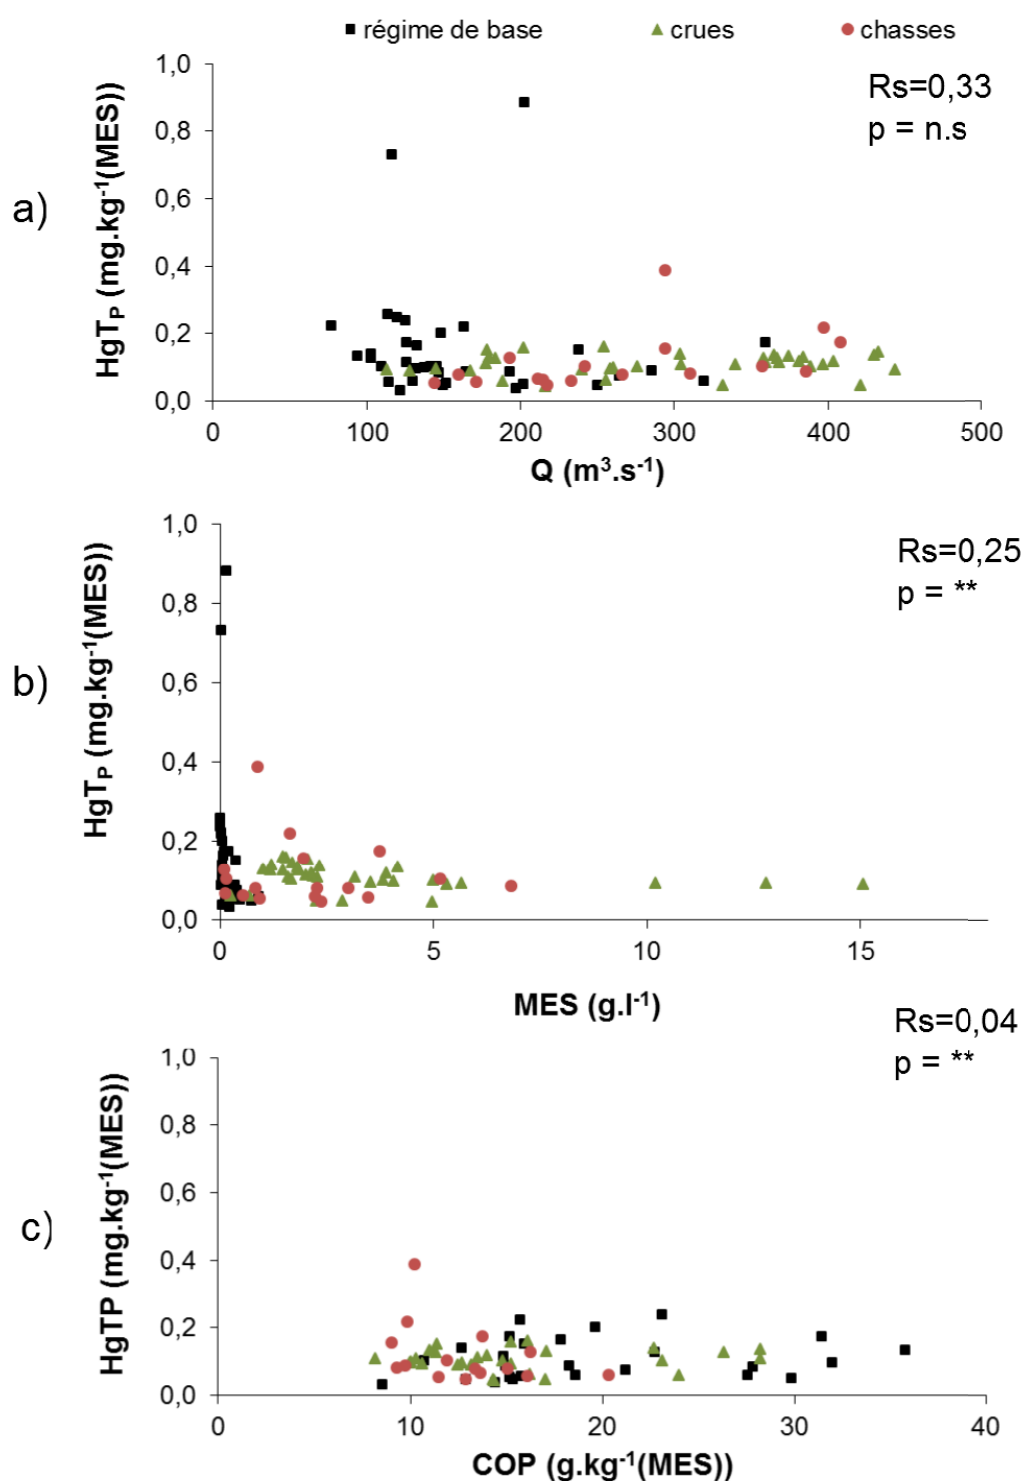 régime de base crues chasses
a)
HgTP (mg.kg-1(MES))
1,0
0,8
0,6
0,4
0,2
0,0
Rs=0,33
p = n.s
0 100 200 300 400 500
Q (m3.s-1)
b)
HgTP (mg.kg-1(MES))
1,0
0,8
0,6
0,4
0,2
0,0
Rs=0,25
p = **
0 5 10 15
MES (g.l-1)
c)
HgTP (mg.kg-1(MES))
1,0
0,8
0,6
0,4
0,2
0,0
Rs=0,04
p = **
0 10 20 30 40
COP (g.kg-1(MES))